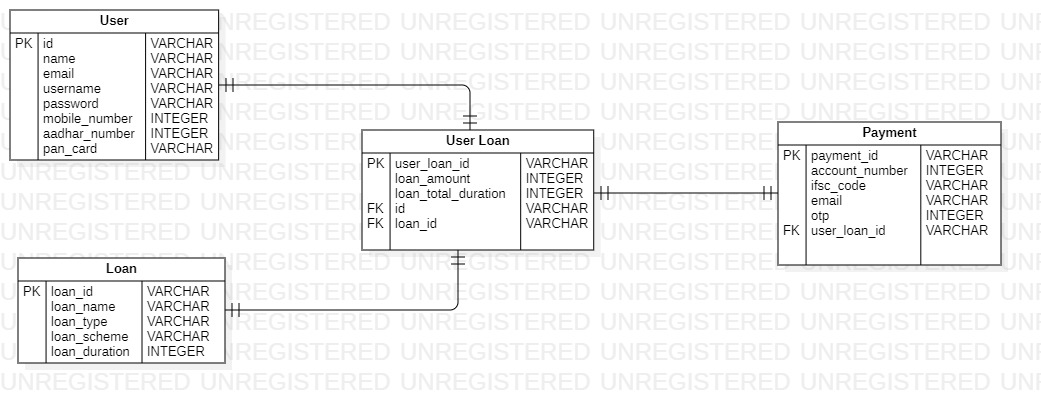 User
PK id VARCHAR
name VARCHAR
email VARCHAR
username VARCHAR
password VARCHAR
mobile_number INTEGER
aadhar_number INTEGER
pan_card VARCHAR
User Loan
PK user_loan_id VARCHAR
loan_amount INTEGER
loan_total_duration INTEGER
FK id VARCHAR
FK loan_id VARCHAR
Payment
PK payment_id VARCHAR
account_number INTEGER
ifsc_code VARCHAR
email VARCHAR
otp INTEGER
FK user_loan_id VARCHAR
Loan
PK loan_id VARCHAR
loan_name VARCHAR
loan_type VARCHAR
loan_scheme VARCHAR
loan_duration INTEGER
UNREGISTERED UNREGISTERED UNREGISTERED UNREGISTERED UNREGISTERED